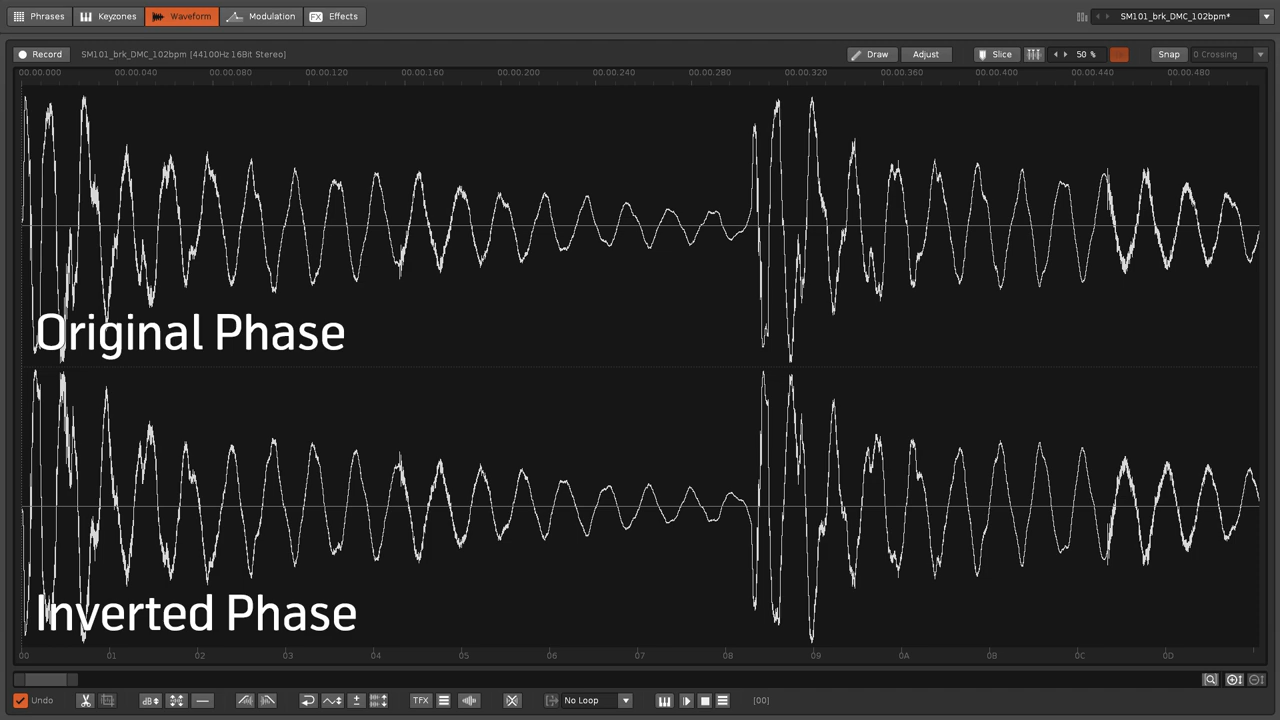 Phrases Keyzones Waveform Modulation FX Effects SM101_brk_DMC_102bpm*
Record SM101_brk_DMC_102bpm [44100Hz 16Bit Stereo] Draw Adjust Slice 50 % Snap 0 Crossing
00.00.000 00.00.040 00.00.080 00.00.120 00.00.160 00.00.200 00.00.240 00.00.280 00.00.320 00.00.360 00.00.400 00.00.440 00.00.480
Original Phase
Inverted Phase
00 01 02 03 04 05 06 07 08 09 0A 0B 0C 0D
Undo dB TFX No Loop [00]